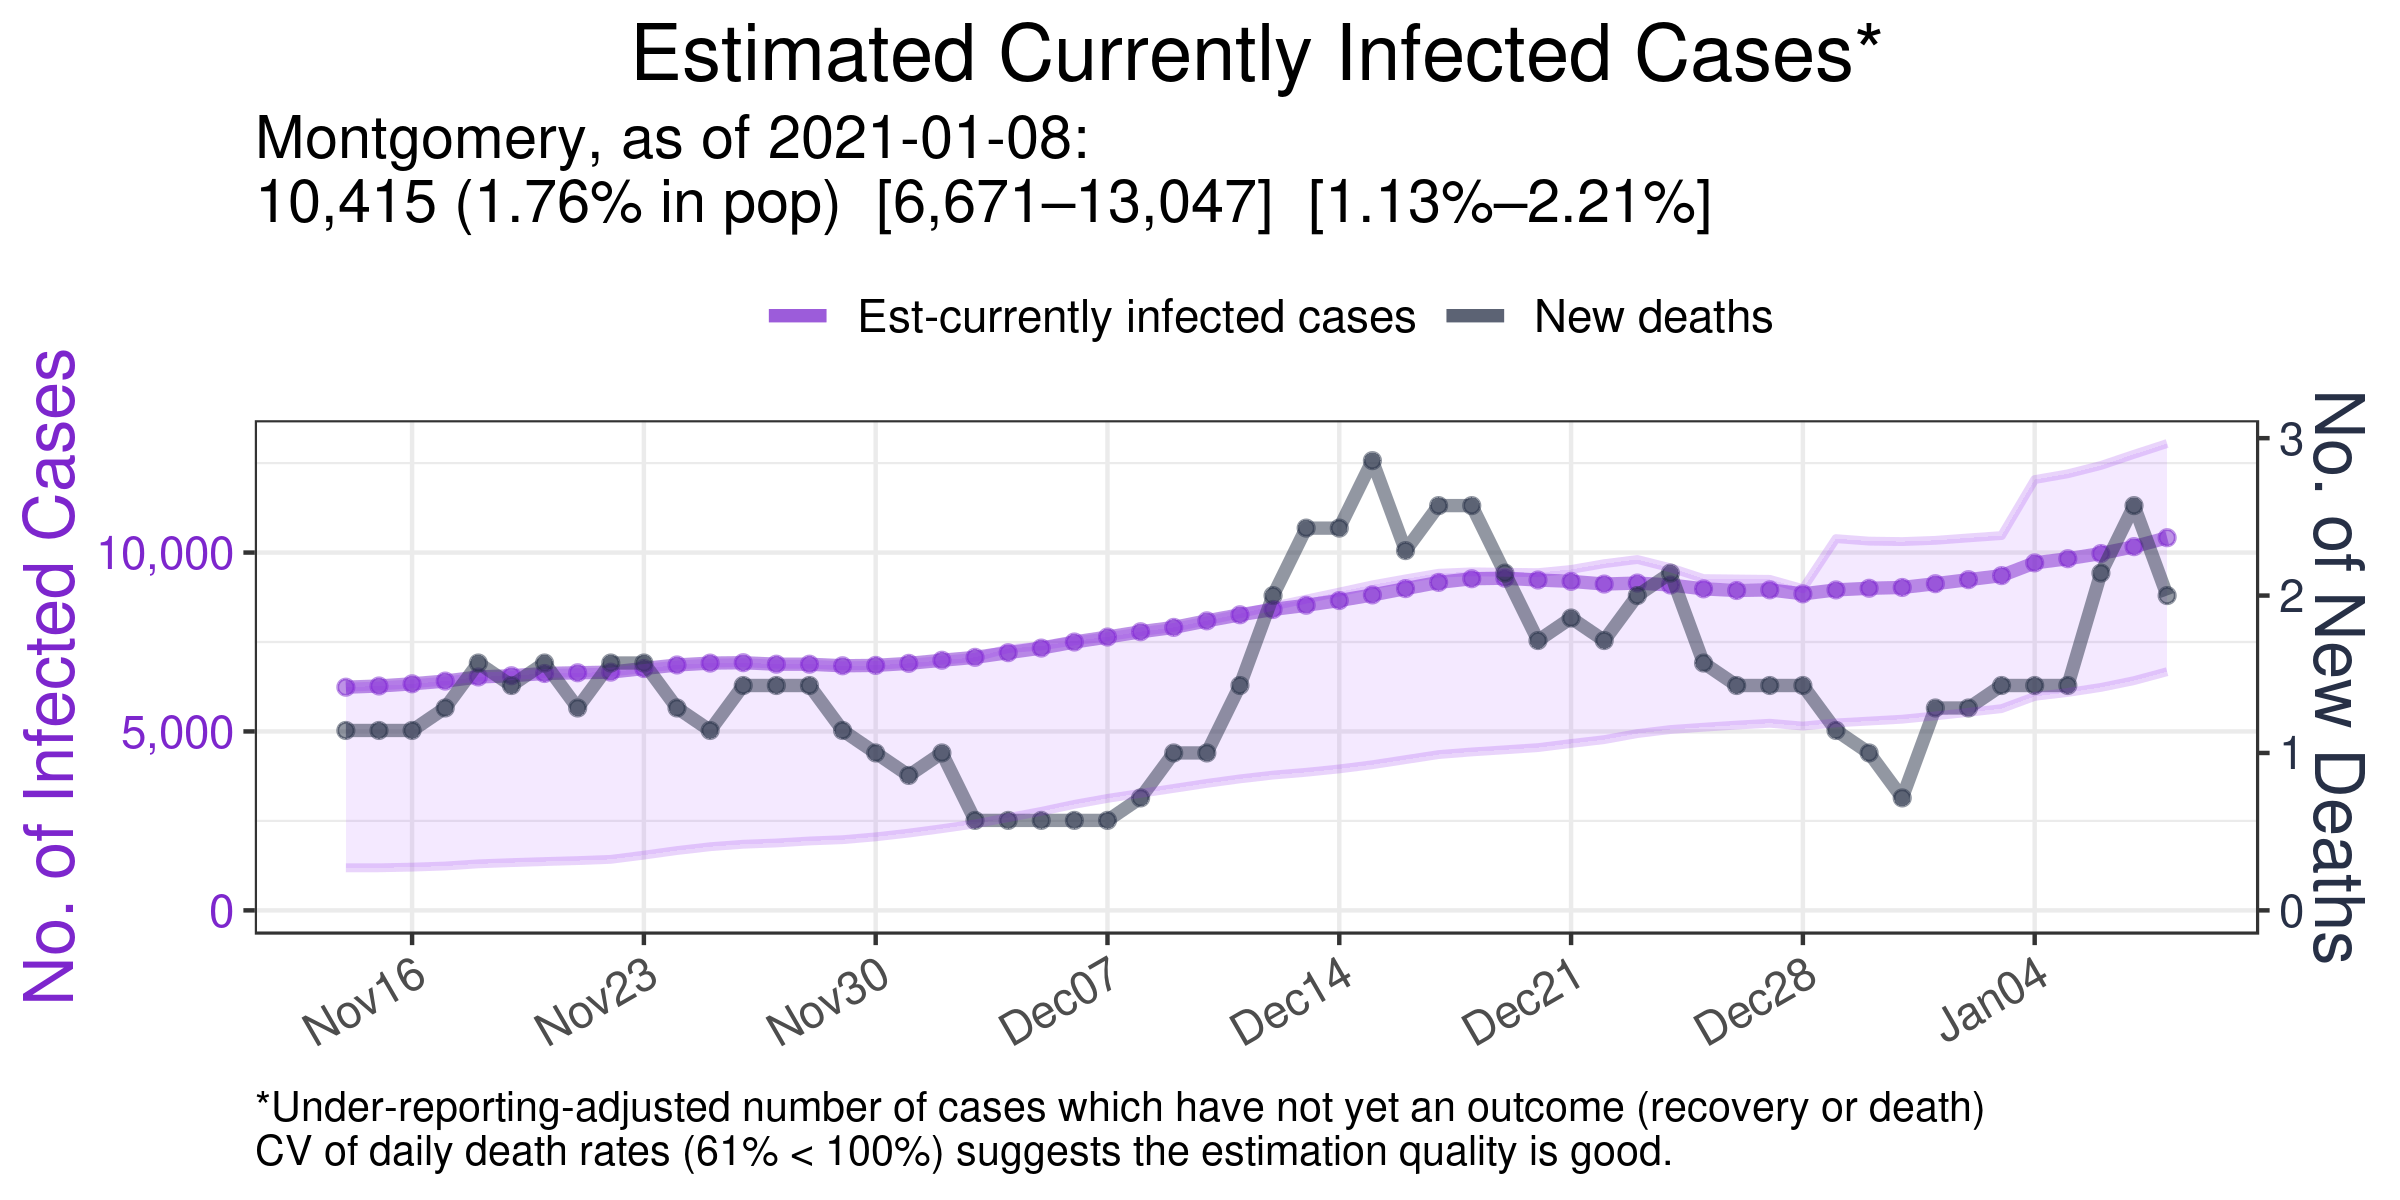 Estimated Currently Infected Cases*
Montgomery, as of 2021-01-08:
10,415 (1.76% in pop)  [6,671–13,047]  [1.13%–2.21%]
Est-currently infected cases
New deaths
No. of Infected Cases
10,000
5,000
0
3
2
1
0
No. of New Deaths
Nov16
Nov23
Nov30
Dec07
Dec14
Dec21
Dec28
Jan04
*Under-reporting-adjusted number of cases which have not yet an outcome (recovery or death)
CV of daily death rates (61% < 100%) suggests the estimation quality is good.